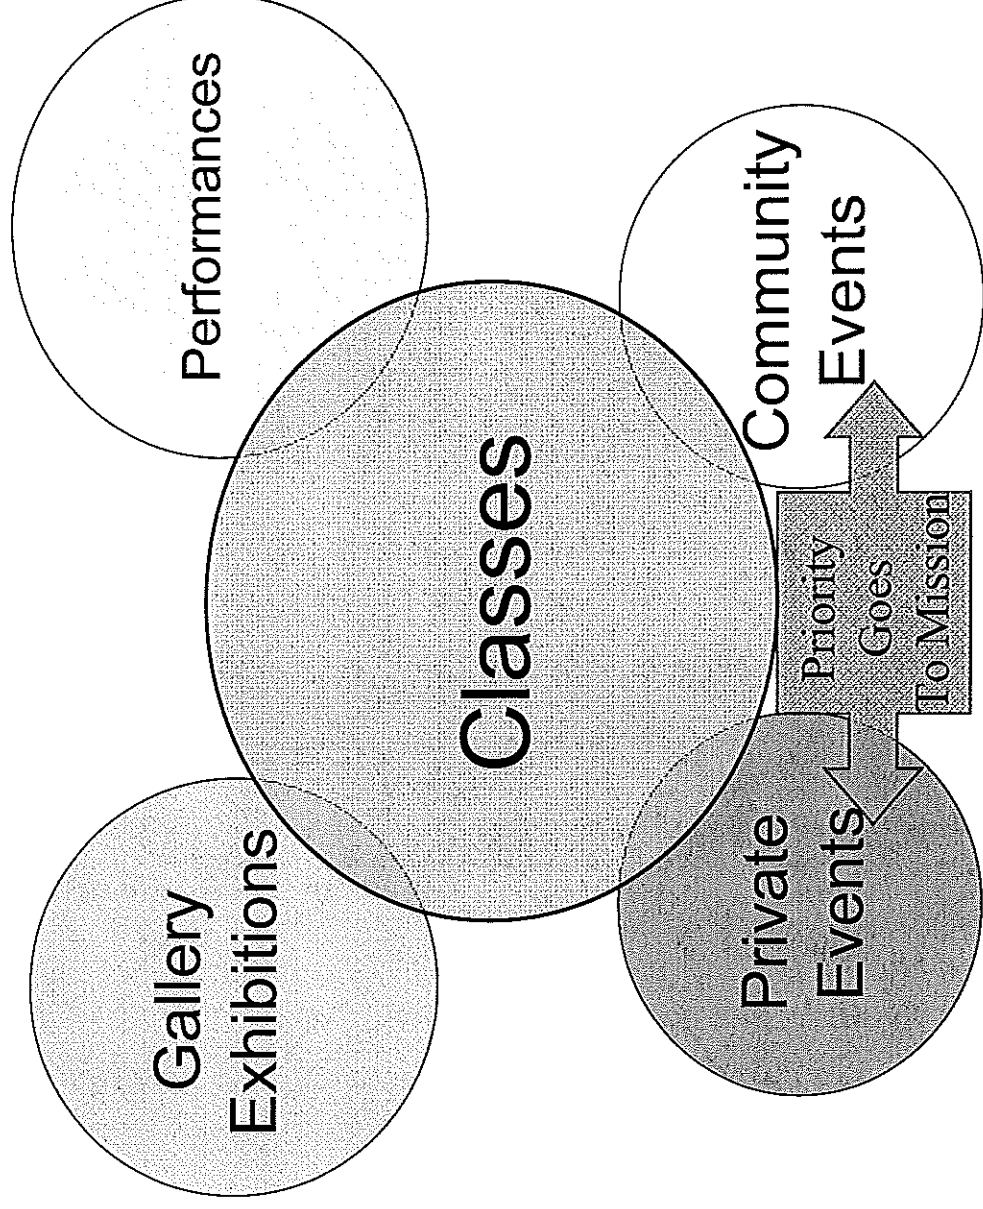 Gallery
Exhibitions
Performances
Classes
Private
Events
Priority
Goes
To Mission
Community
Events